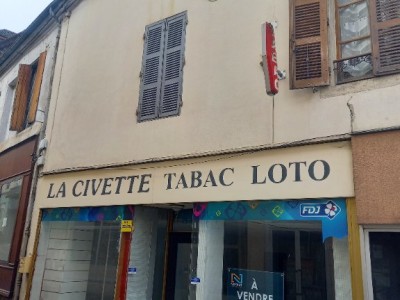 LA CIVETTE TABAC LOTO
FDJ
À
VENDRE